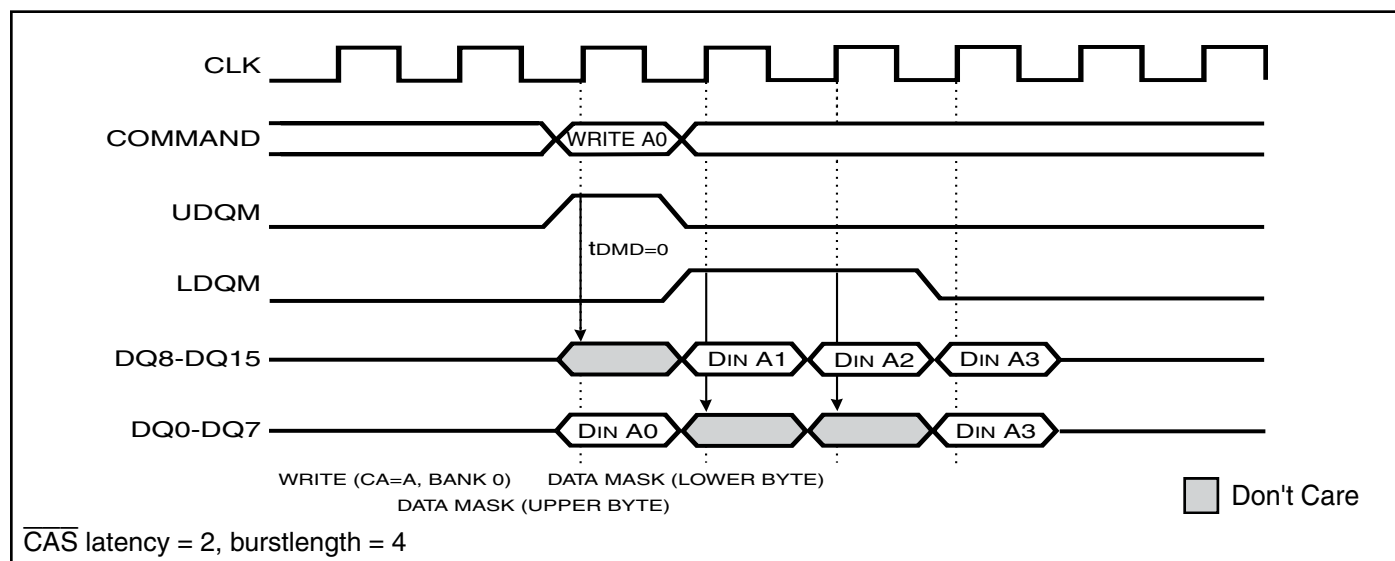 CLK
COMMAND
WRITE A0
UDQM
tDMD=0
LDQM
DQ8-DQ15
DIN A1
DIN A2
DIN A3
DQ0-DQ7
DIN A0
DIN A3
WRITE (CA=A, BANK 0)
DATA MASK (LOWER BYTE)
DATA MASK (UPPER BYTE)
Don't Care
CAS latency = 2, burstlength = 4